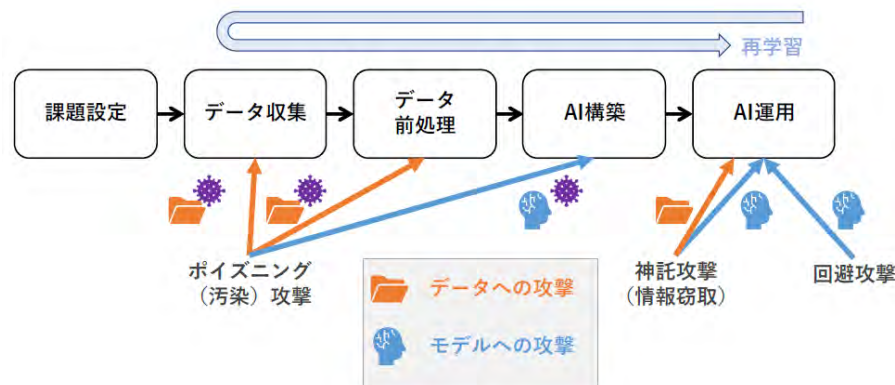 再学習
課題設定
データ収集
データ
前処理
AI構築
AI運用
ポイズニング
（汚染）攻撃
データへの攻撃
モデルへの攻撃
神託攻撃
（情報窃取）
回避攻撃